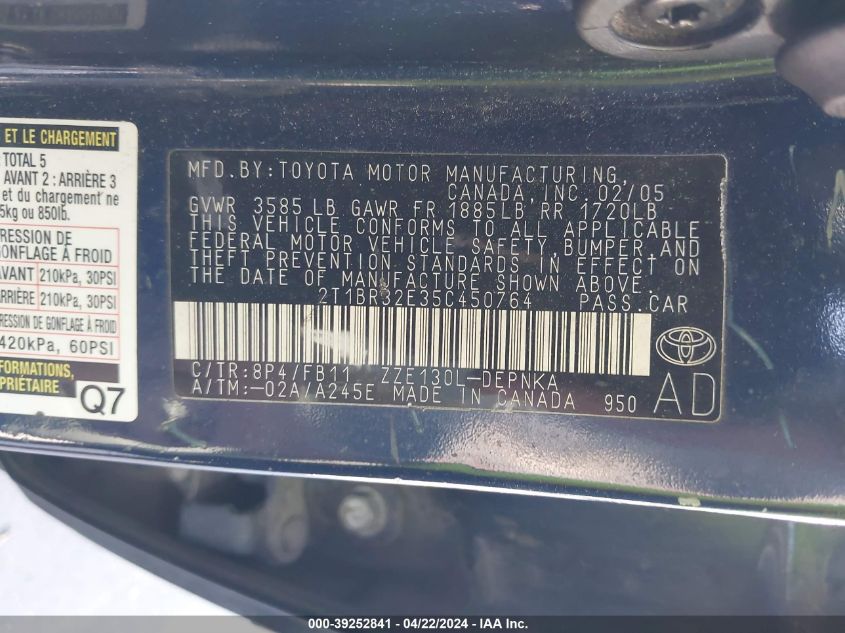 ET LE CHARGEMENT
TOTAL 5
AVANT 2 : ARRIÈRE 3
et du chargement ne
5kg ou 850lb.
RESSION DE
GONFLAGE À FROID
AVANT 210kPa, 30PSI
ARRIÈRE 210kPa, 30PSI
PRESSION DE GONFLAGE À FROID
420kPa, 60PSI
FORMATIONS,
PRIÉTAIRE
Q7
MFD.BY:TOYOTA MOTOR MANUFACTURING,
CANADA, INC. 02/05
GVWR 3585 LB GAWR FR 1885LB RR 1720LB
THIS VEHICLE CONFORMS TO ALL APPLICABLE
FEDERAL MOTOR VEHICLE SAFETY, BUMPER, AND
THEFT PREVENTION STANDARDS IN EFFECT ON
THE DATE OF MANUFACTURE SHOWN ABOVE.
2T1BR32E35C450764 PASS.CAR
C/TR:8P4/FB11 ZZE130L-DEPNKA
A/TM:-02A/A245E MADE IN CANADA 950
AD
000-39252841 - 04/22/2024 - IAA Inc.